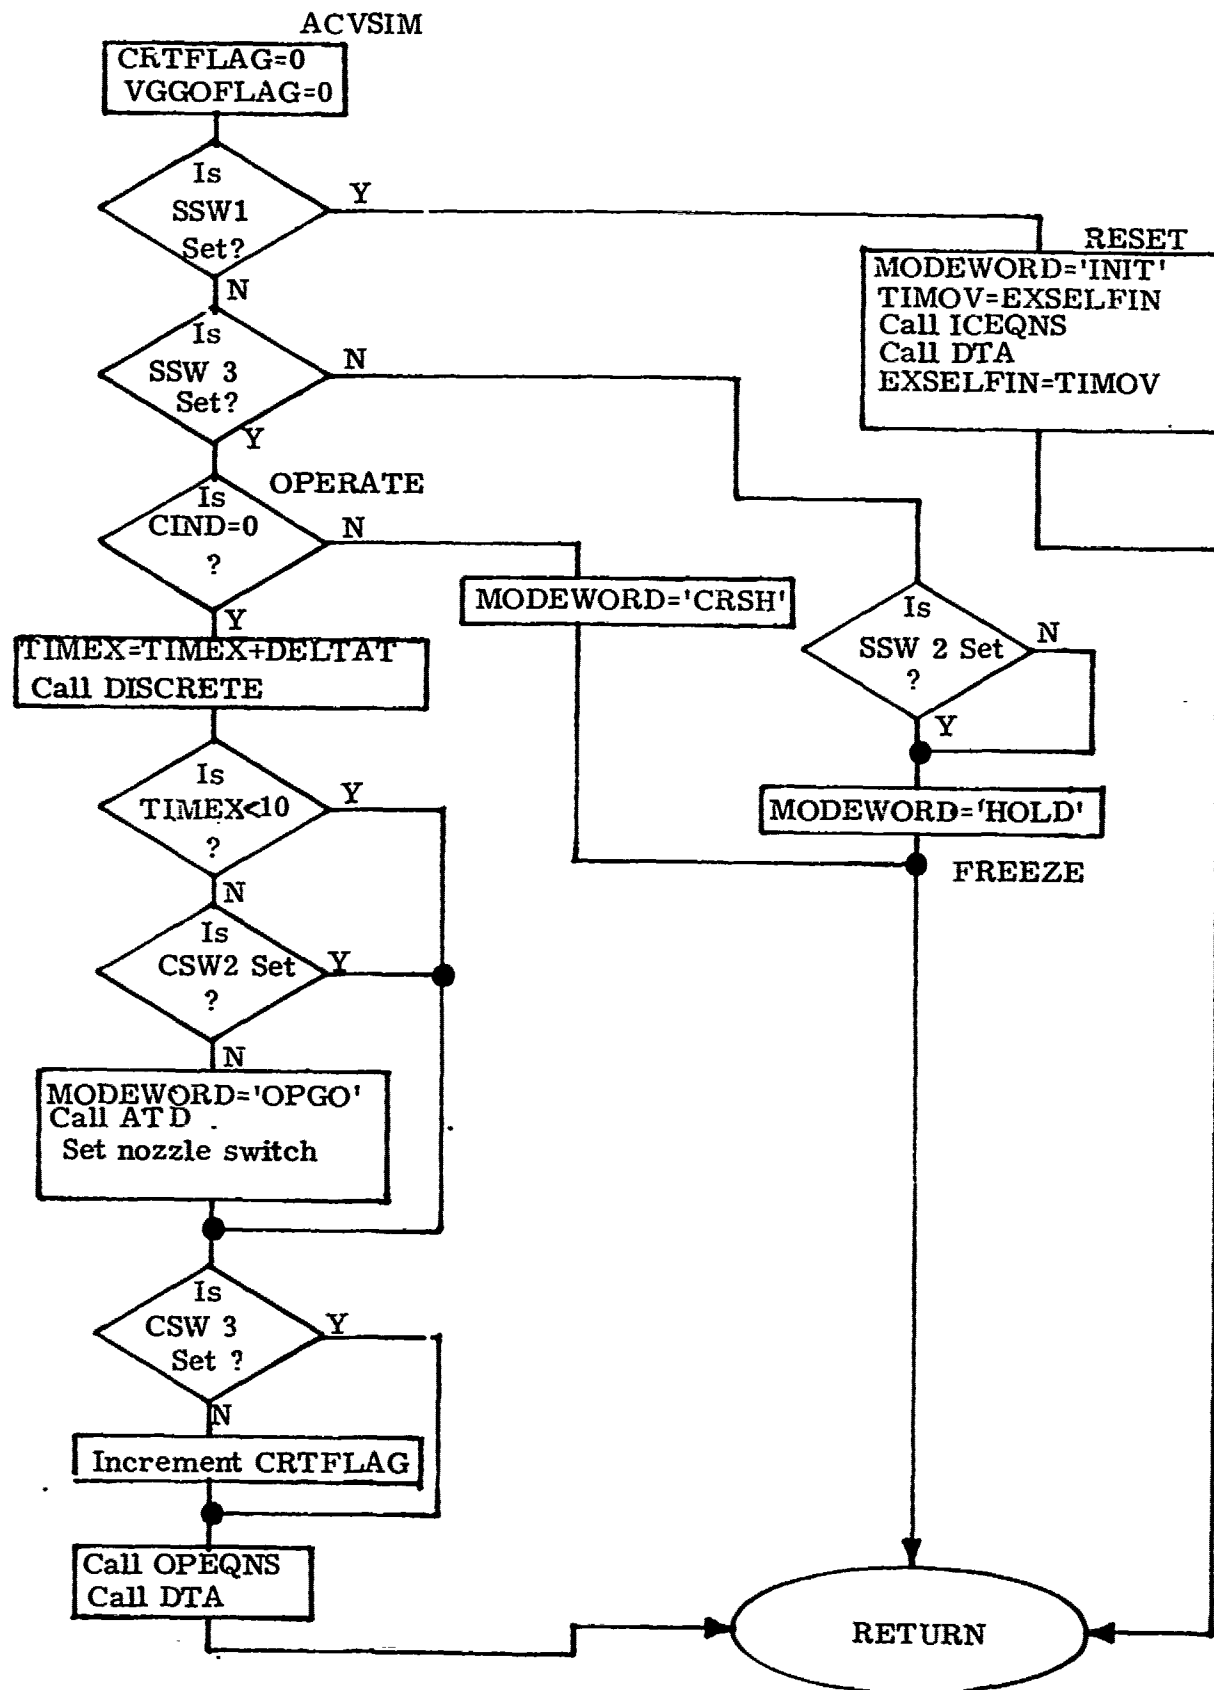 ACVSIM
CRTFLAG=0
VGGOFLAG=0
Is
SSW1
Set?
Y
N
RESET
MODEWORD='INIT'
TIMOV=EXSELFIN
Call ICEQNS
Call DTA
EXSELFIN=TIMOV
Is
SSW 3
Set?
N
Y
OPERATE
Is
CIND=0
?
N
Y
MODEWORD='CRSH'
Is
SSW 2 Set
?
N
Y
TIMEX=TIMEX+DELTAT
Call DISCRETE
MODEWORD='HOLD'
FREEZE
Is
TIMEX<10
?
Y
N
Is
CSW2 Set
?
Y
N
MODEWORD='OPGO'
Call ATD
Set nozzle switch
Is
CSW 3
Set ?
Y
N
Increment CRTFLAG
Call OPEQNS
Call DTA
RETURN